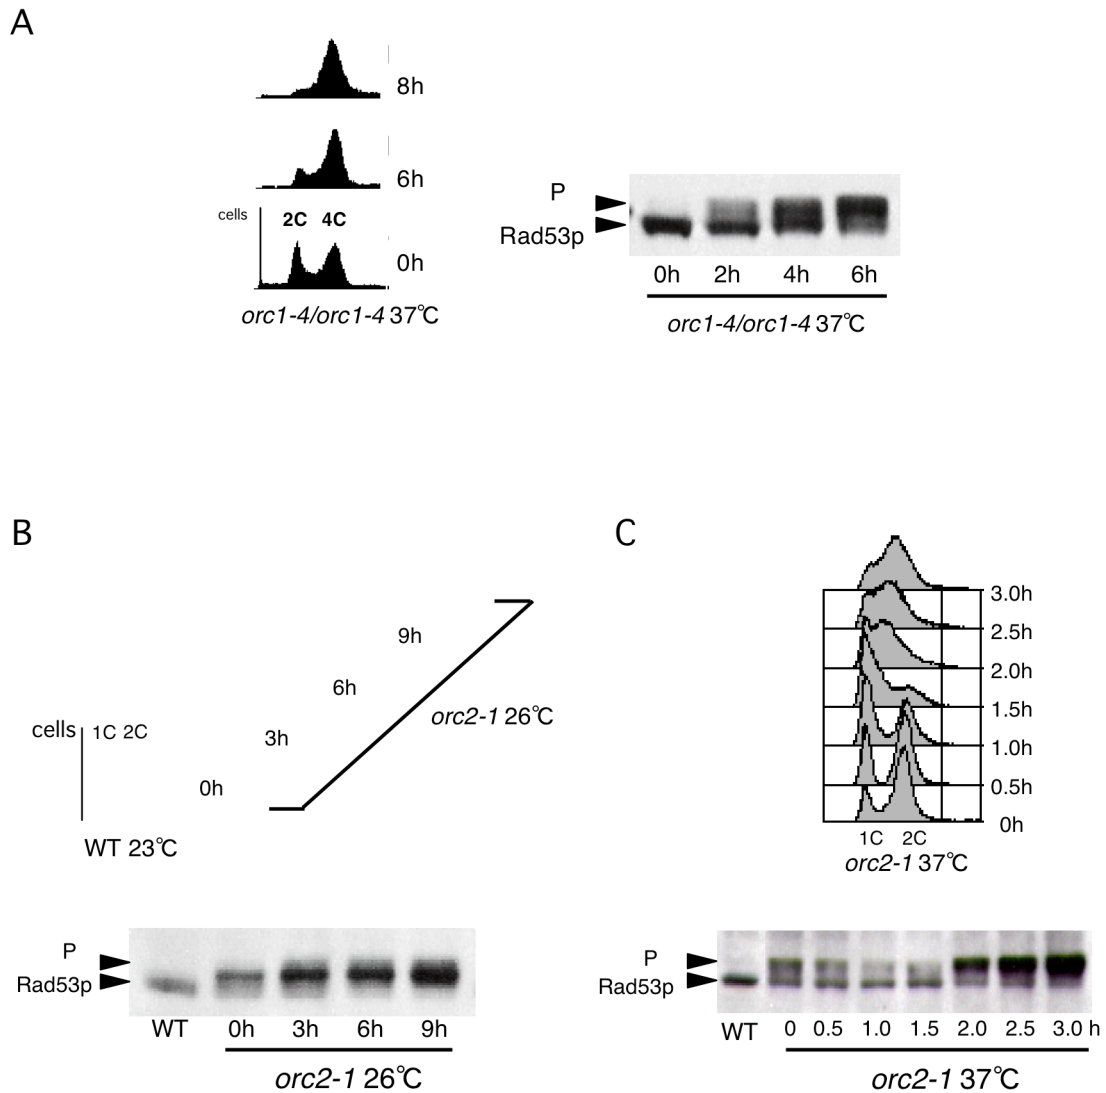 A
8h
6h
cells
2C 4C
0h
orc1-4/orc1-4 37℃
P
Rad53p
0h 2h 4h 6h
orc1-4/orc1-4 37℃
B
9h
6h
orc2-1 26℃
cells 1C 2C
3h
0h
WT 23℃
P
Rad53p
WT 0h 3h 6h 9h
orc2-1 26℃
C
3.0h
2.5h
2.0h
1.5h
1.0h
0.5h
0h
1C 2C
orc2-1 37℃
P
Rad53p
WT 0 0.5 1.0 1.5 2.0 2.5 3.0 h
orc2-1 37℃